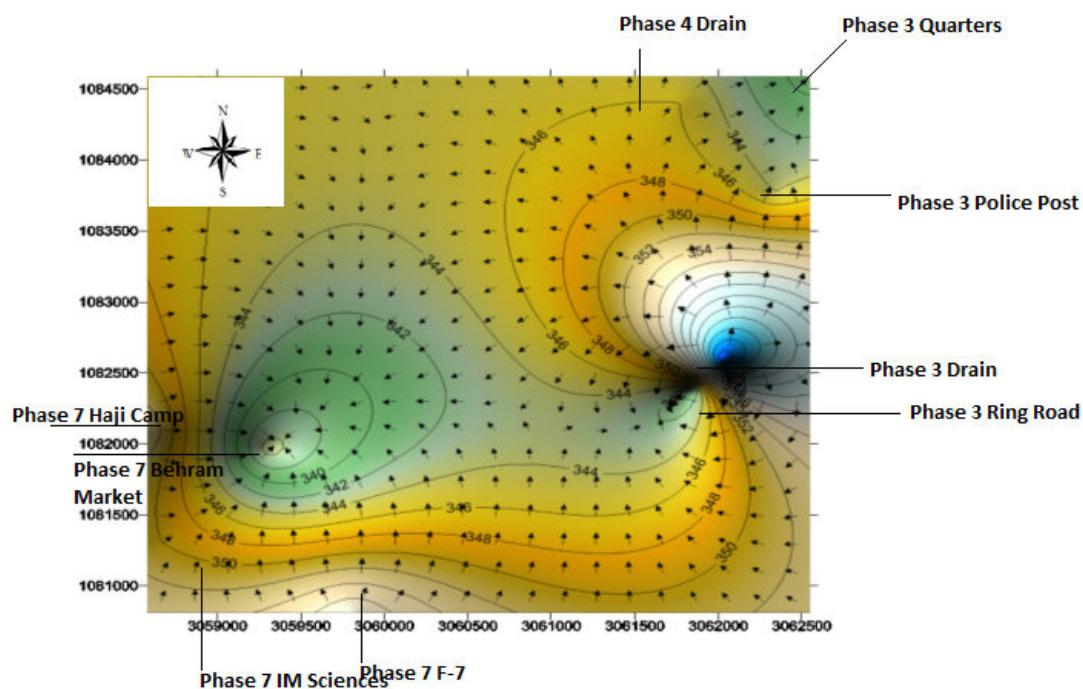 Phase 4 Drain
Phase 3 Quarters
N
W E
S
1084500
1084000
1083500
1083000
1082500
1082000
1081500
1081000
346
344
346
348
350
352
354
344
344
342
346
348
344
352
340
342
344
344
346
346
348
346
348
348
350
350
Phase 3 Police Post
Phase 3 Drain
Phase 3 Ring Road
Phase 7 Haji Camp
Phase 7 Behram
Market
3059000 3059500 3060000 3060500 3061000 3061500 3062000 3062500
Phase 7 IM Sciences
Phase 7 F-7